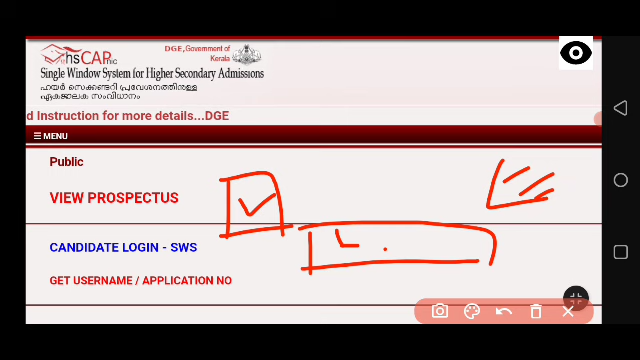 hsCAP
DGE,Government of
Kerala
Single Window System for Higher Secondary Admissions
ഹയർ സെക്കണ്ടറി പ്രവേശനത്തിനുള്ള
ഏകജാലക സംവിധാനം
d Instruction for more details...DGE
☰ MENU
Public
VIEW PROSPECTUS
CANDIDATE LOGIN - SWS
GET USERNAME / APPLICATION NO